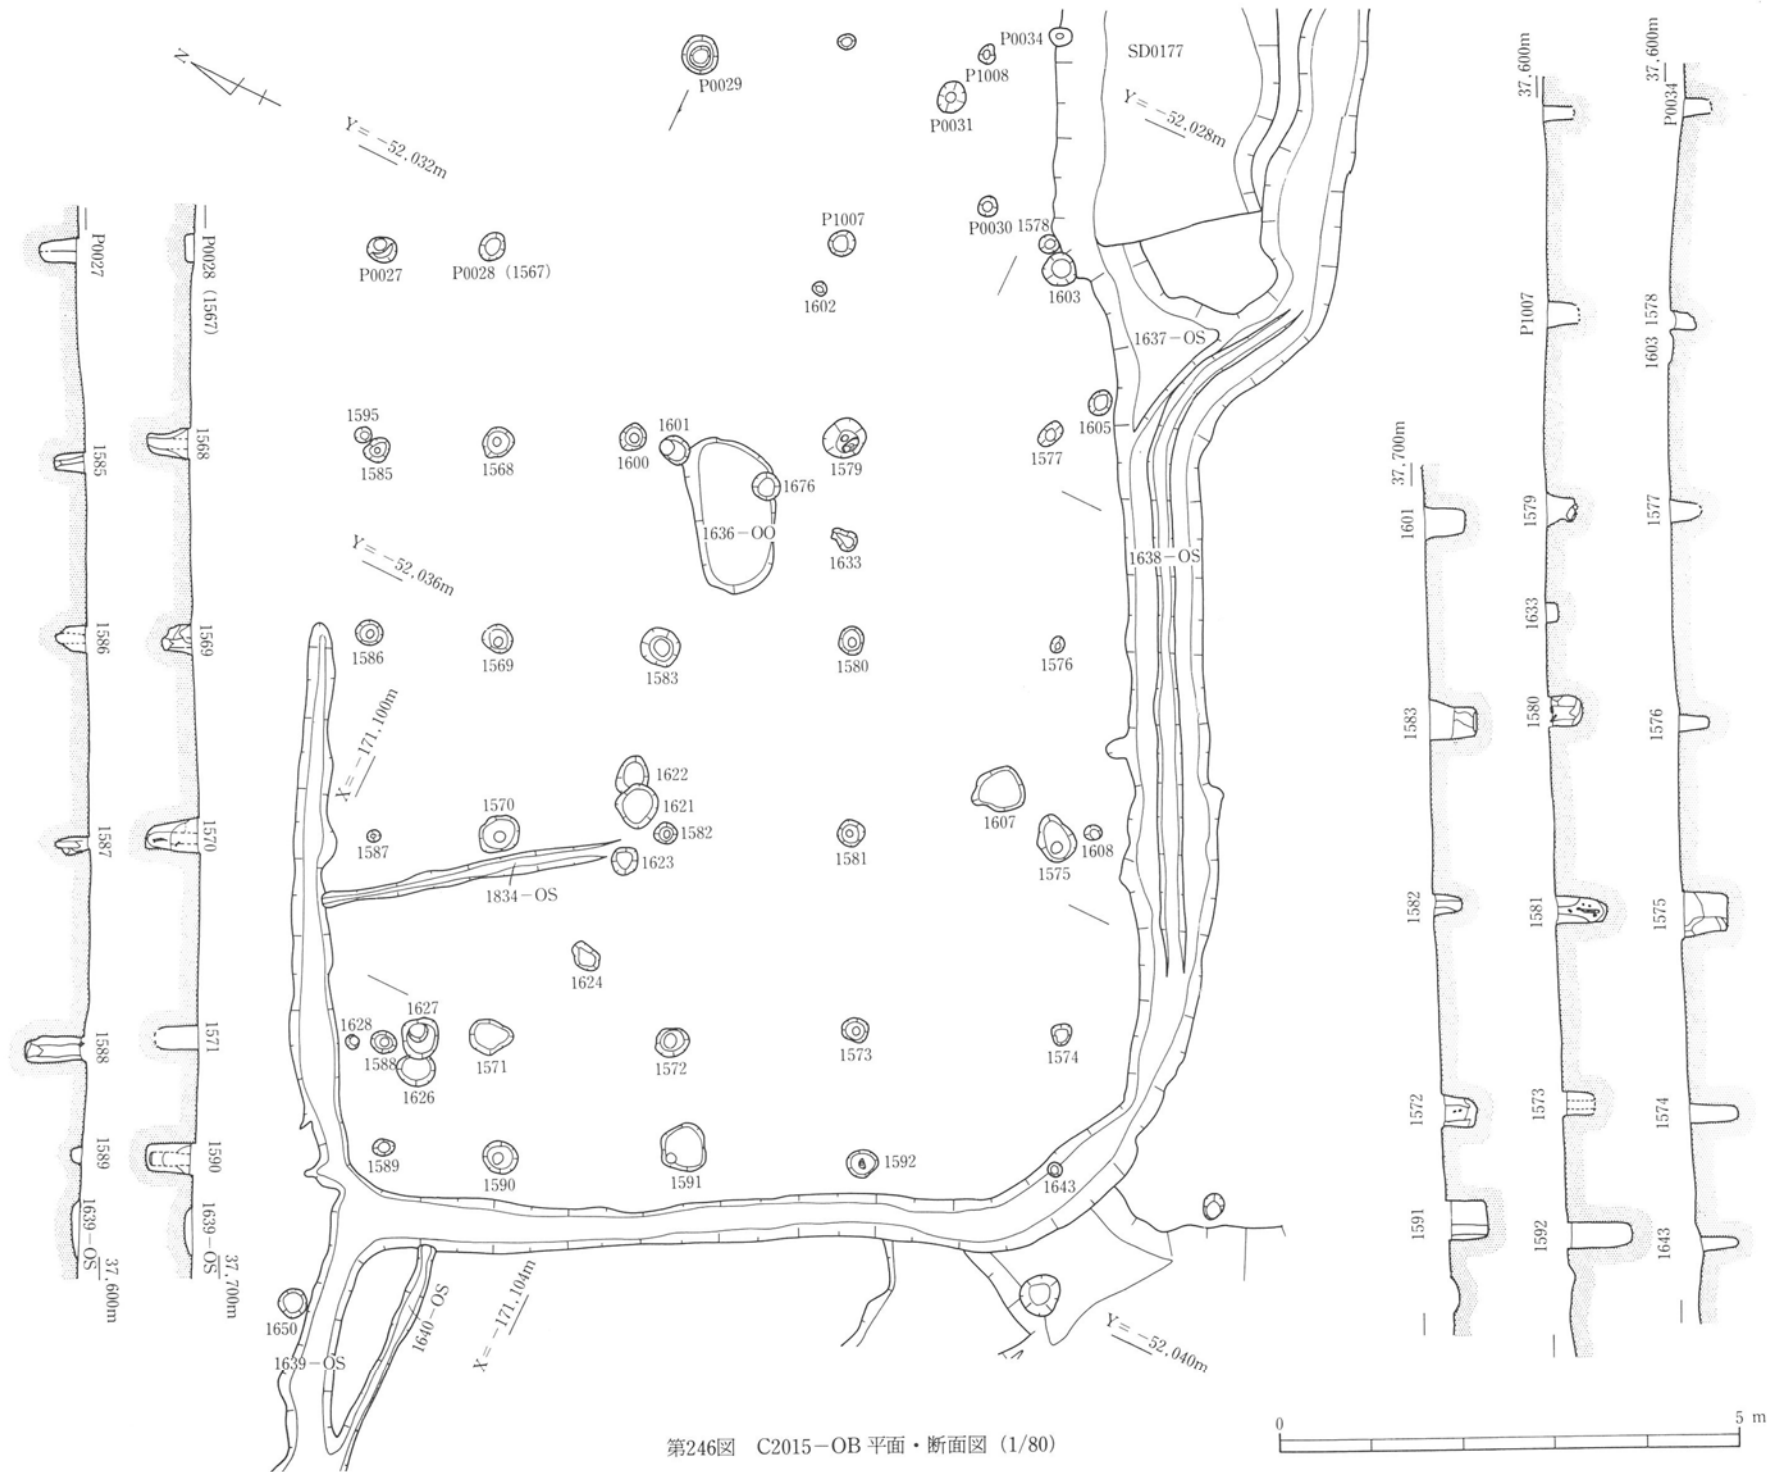 N
P0029
P0034
P1008
P0031
SD0177
Y=-52.028m
Y=-52.032m
37.600m
37.600m
P0034
P0027
P0028 (1567)
P0027
P0028 (1567)
P1007
1602
P0030
1578
1603
1637-OS
P1007
1578
1603
1595
1585
1568
1600
1601
1579
1676
1636-OO
1633
1577
1605
1638-OS
1585
1568
37.700m
1601
1579
1577
1633
Y=-52.036m
1586
1569
1583
1580
1576
1586
1569
1583
1580
1576
X=-171.100m
1622
1621
1570
1582
1587
1623
1834-OS
1581
1607
1575
1608
1587
1570
1582
1581
1575
1624
1628
1627
1588
1626
1571
1572
1573
1574
1588
1571
1572
1573
1574
1589
1590
1591
1592
1643
1589
1590
1591
1592
1643
1639-OS
37.600m
1639-OS
37.700m
1650
1639-OS
1640-OS
X=-171.104m
Y=-52.040m
0 5 m
第246図 C2015-OB 平面・断面図 (1/80)